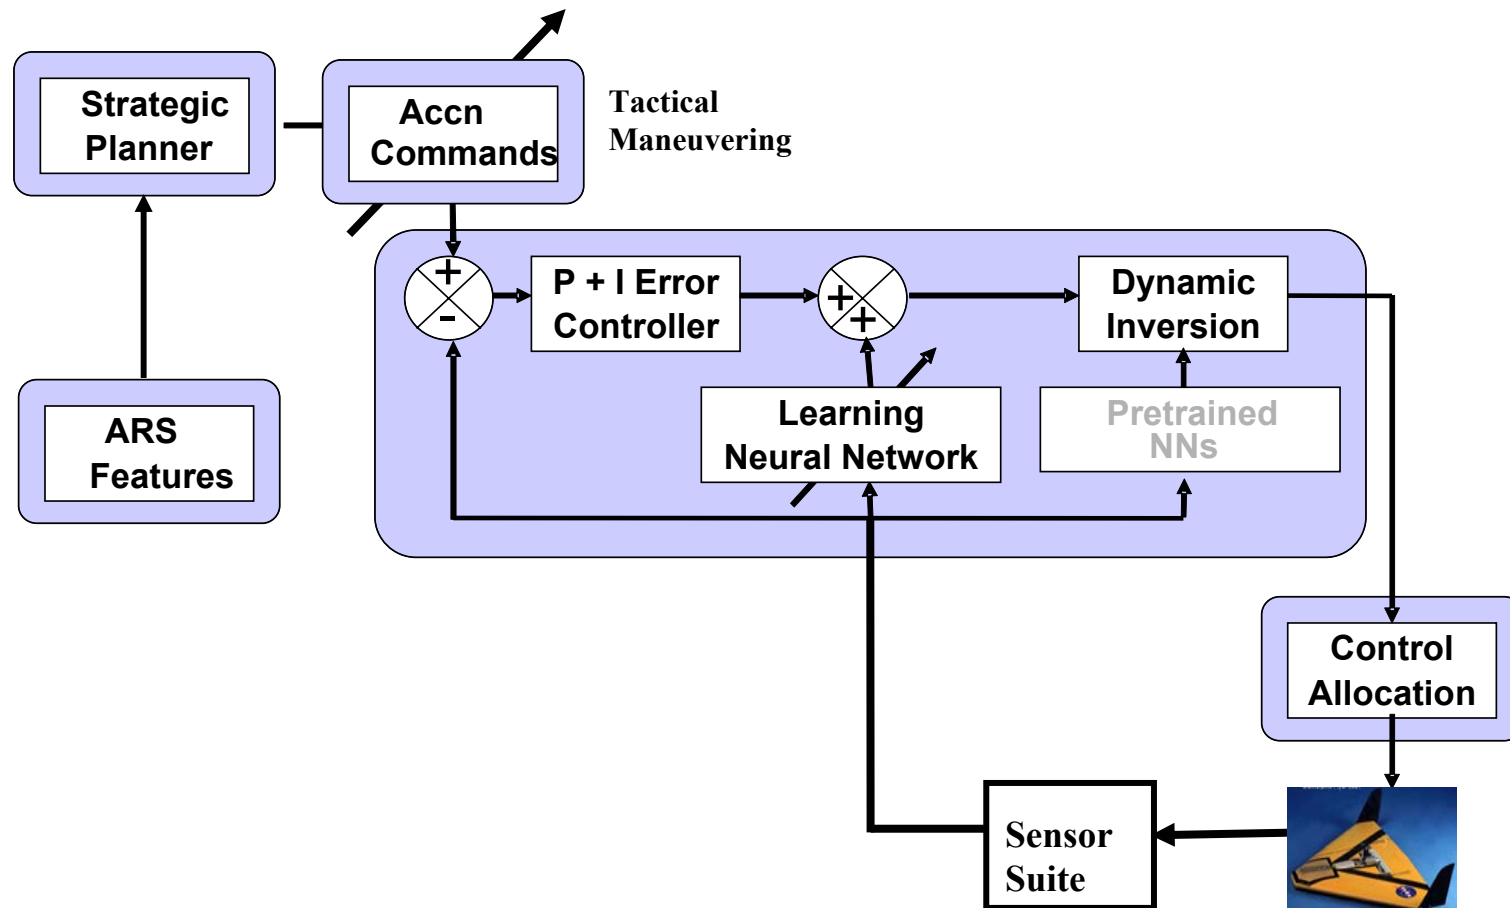 Strategic
Planner
Accn
Commands
Tactical
Maneuvering
+
-
P + I Error
Controller
+
+
Dynamic
Inversion
ARS
Features
Learning
Neural Network
Pretrained
NNs
Control
Allocation
Sensor
Suite